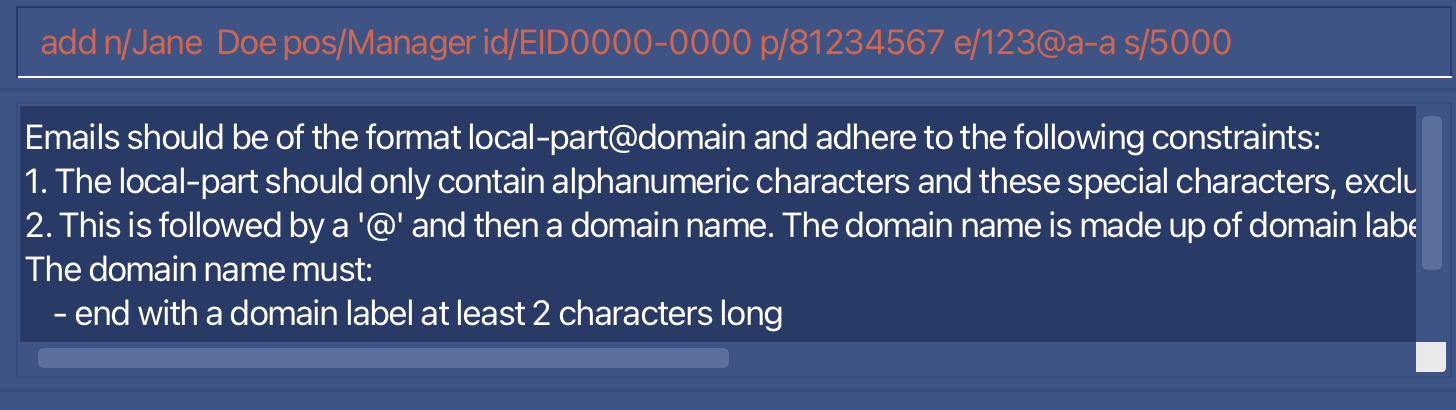 add n/Jane  Doe pos/Manager id/EID0000-0000 p/81234567 e/123@a-a s/5000
Emails should be of the format local-part@domain and adhere to the following constraints:
1. The local-part should only contain alphanumeric characters and these special characters, exclu
2. This is followed by a '@' and then a domain name. The domain name is made up of domain labe
The domain name must:
- end with a domain label at least 2 characters long